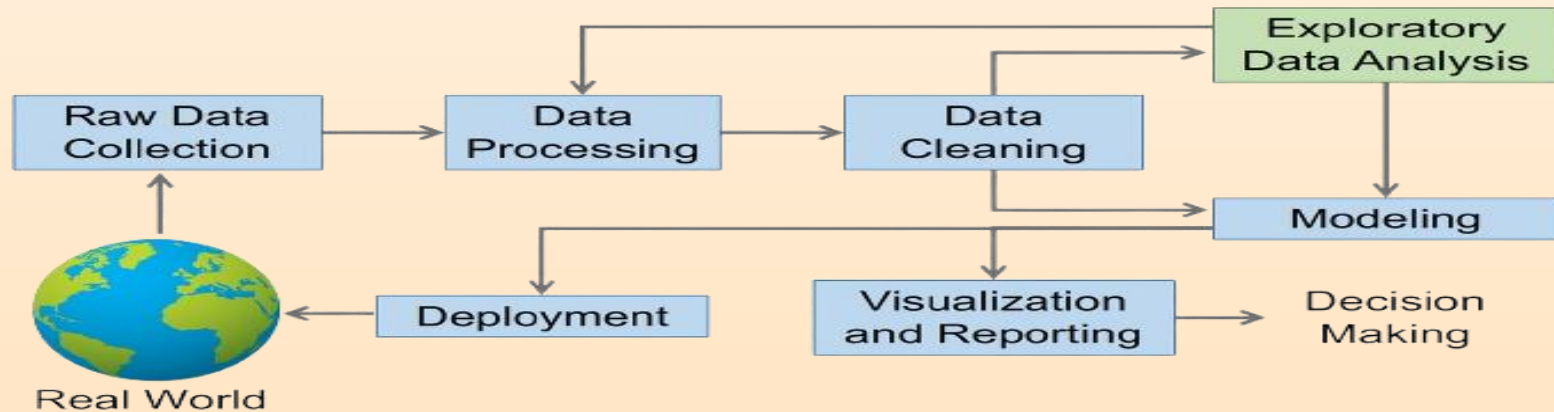 Exploratory
Data Analysis
Raw Data
Collection
Data
Processing
Data
Cleaning
Modeling
Deployment
Visualization
and Reporting
Decision
Making
Real World